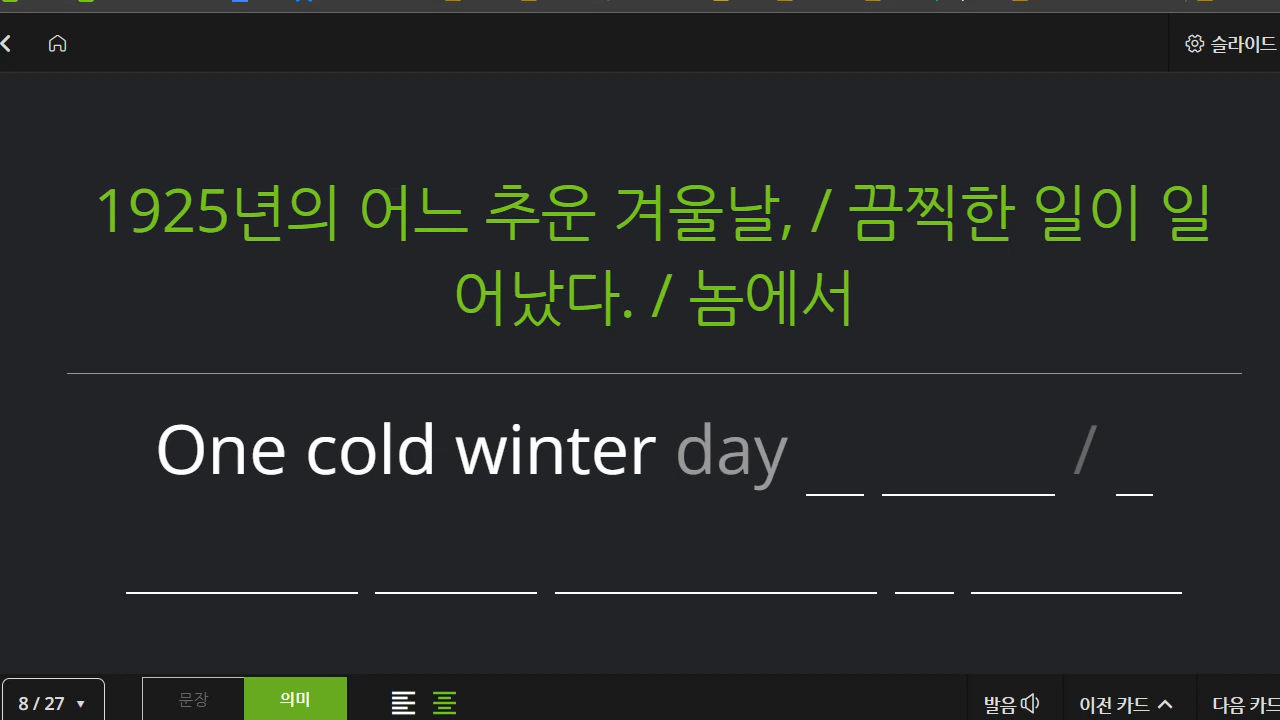 슬라이드
1925년의 어느 추운 겨울날, / 끔찍한 일이 일
어났다. / 놈에서
One cold winter day /
8 / 27 ▼ 문장 의미 발음 이전 카드 다음 카드